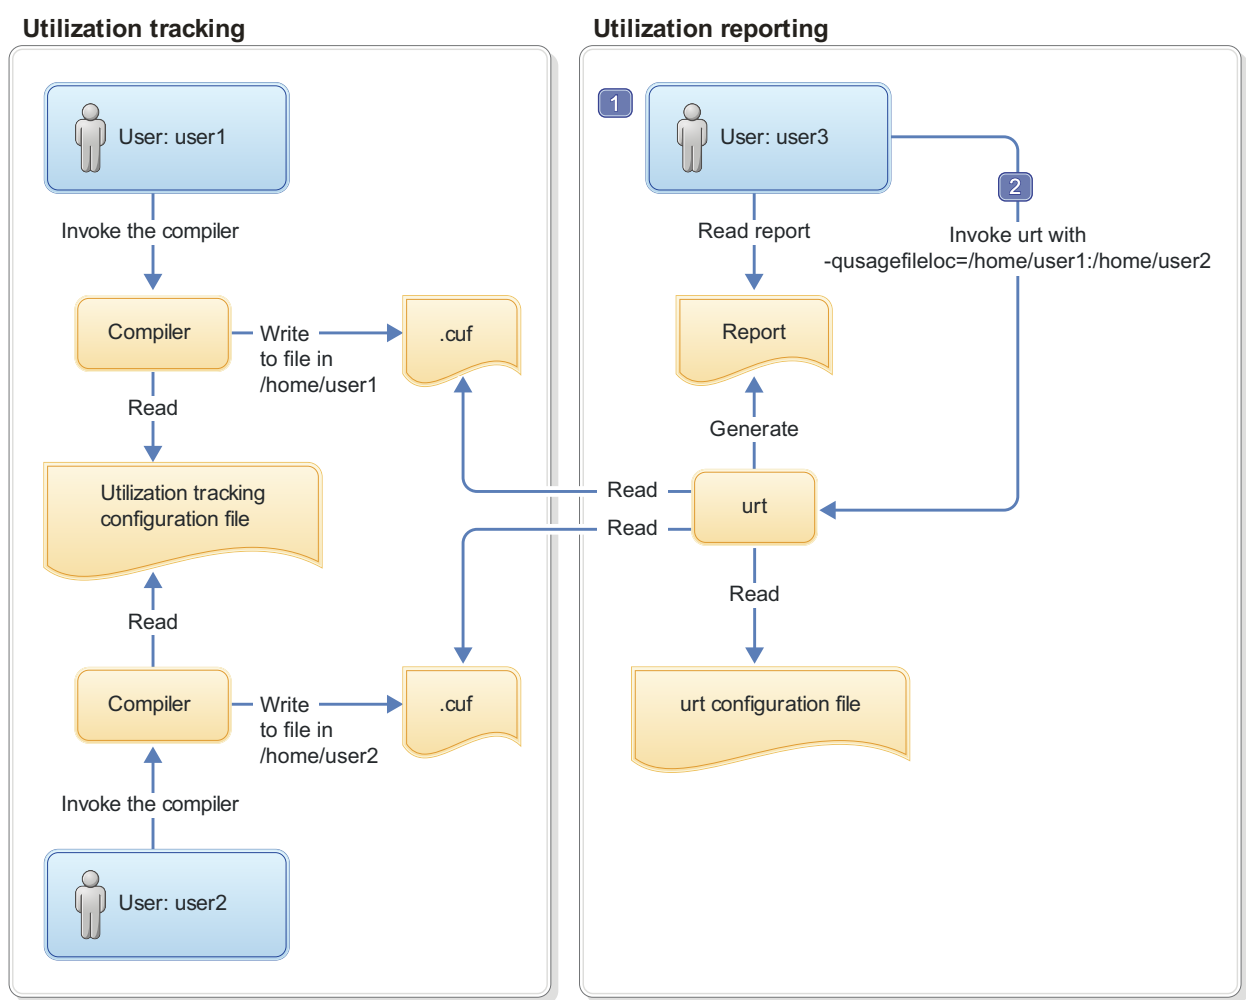 Utilization tracking
User: user1
Invoke the compiler
Compiler
Write
to file in
/home/user1
.cuf
Read
Utilization tracking
configuration file
Read
Compiler
Write
to file in
/home/user2
.cuf
Invoke the compiler
User: user2
Utilization reporting
1
User: user3
2
Read report
Invoke urt with
-qusagefileloc=/home/user1:/home/user2
Report
Generate
Read
Read
urt
Read
urt configuration file